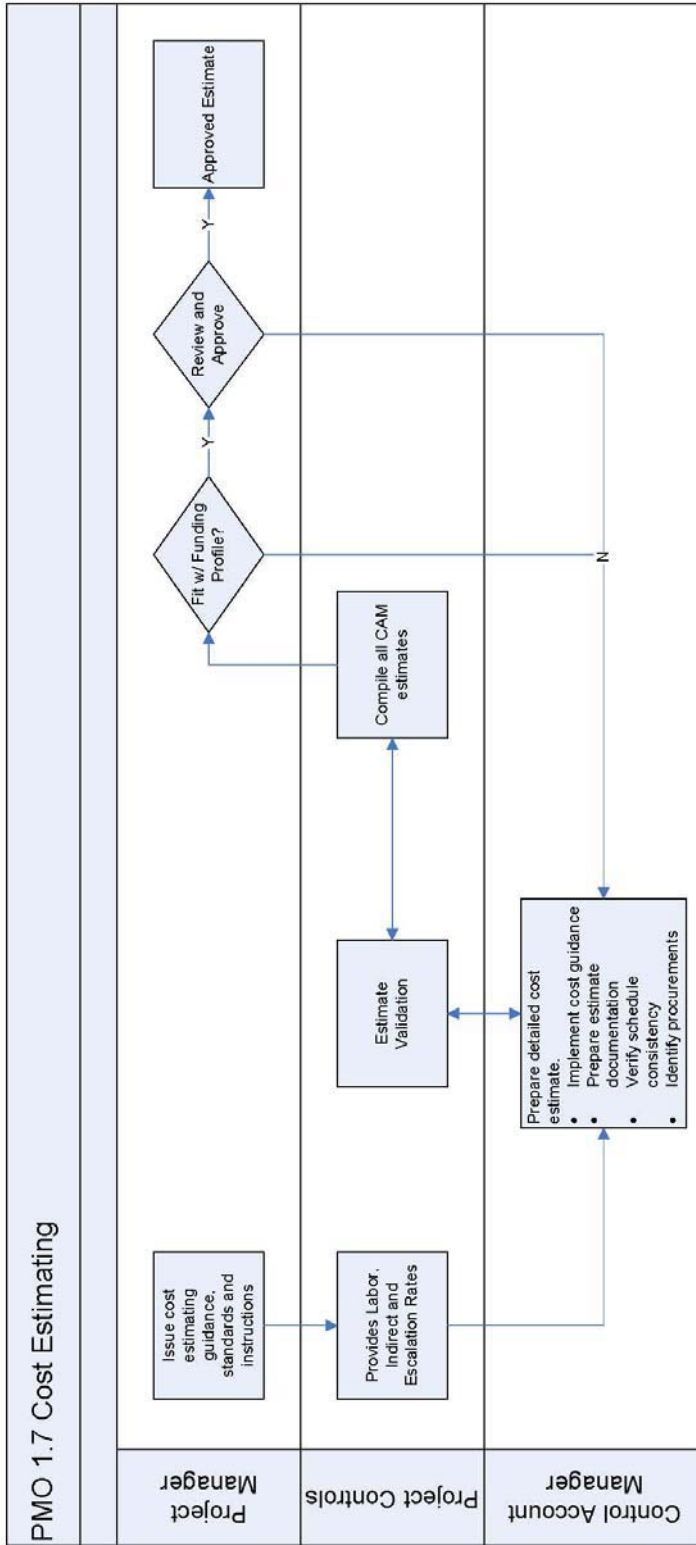 PMO 1.7 Cost Estimating
Project
Manager
Issue cost
estimating
guidance,
standards and
instructions
Fit w/ Funding
Profile?
Y
Review and
Approve
Y
Approved Estimate
Project Controls
Provides Labor,
Indirect and
Escalation Rates
Estimate
Validation
Compile all CAM
estimates
Control Account
Manager
Prepare detailed cost
estimate.
• Implement cost guidance
• Prepare estimate
documentation
• Verify schedule
consistency
• Identify procurements
N